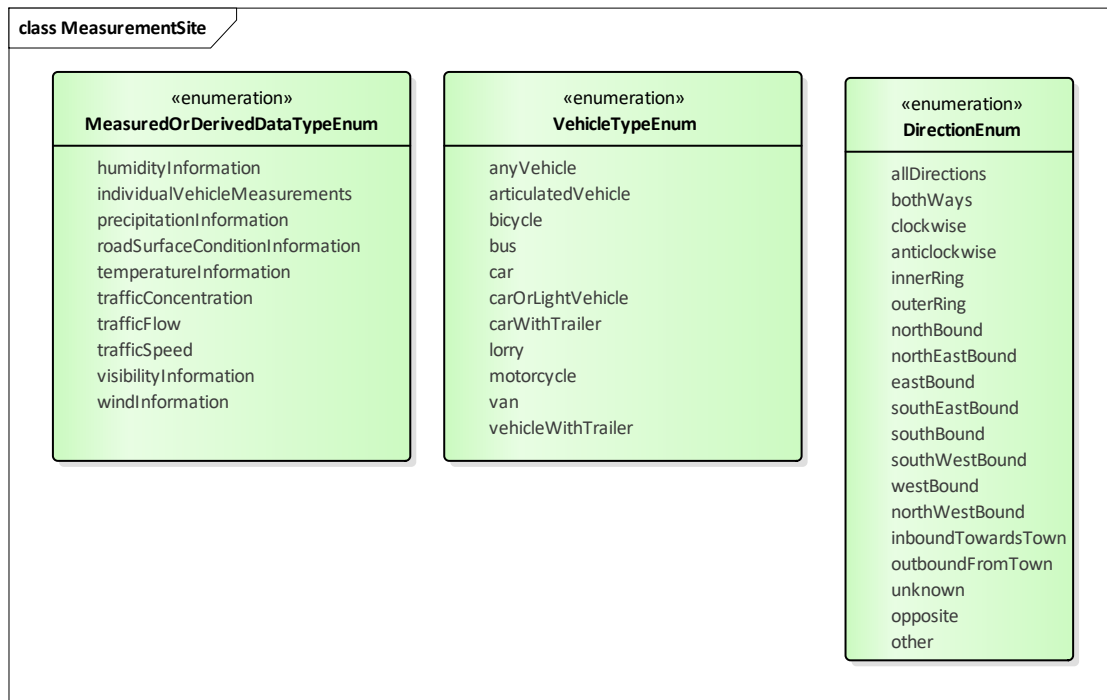 class MeasurementSite
«enumeration»
MeasuredOrDerivedDataTypeEnum
humidityInformation
individualVehicleMeasurements
precipitationInformation
roadSurfaceConditionInformation
temperatureInformation
trafficConcentration
trafficFlow
trafficSpeed
visibilityInformation
windInformation
«enumeration»
VehicleTypeEnum
anyVehicle
articulatedVehicle
bicycle
bus
car
carOrLightVehicle
carWithTrailer
lorry
motorcycle
van
vehicleWithTrailer
«enumeration»
DirectionEnum
allDirections
bothWays
clockwise
anticlockwise
innerRing
outerRing
northBound
northEastBound
eastBound
southEastBound
southBound
southWestBound
westBound
northWestBound
inboundTowardsTown
outboundFromTown
unknown
opposite
other